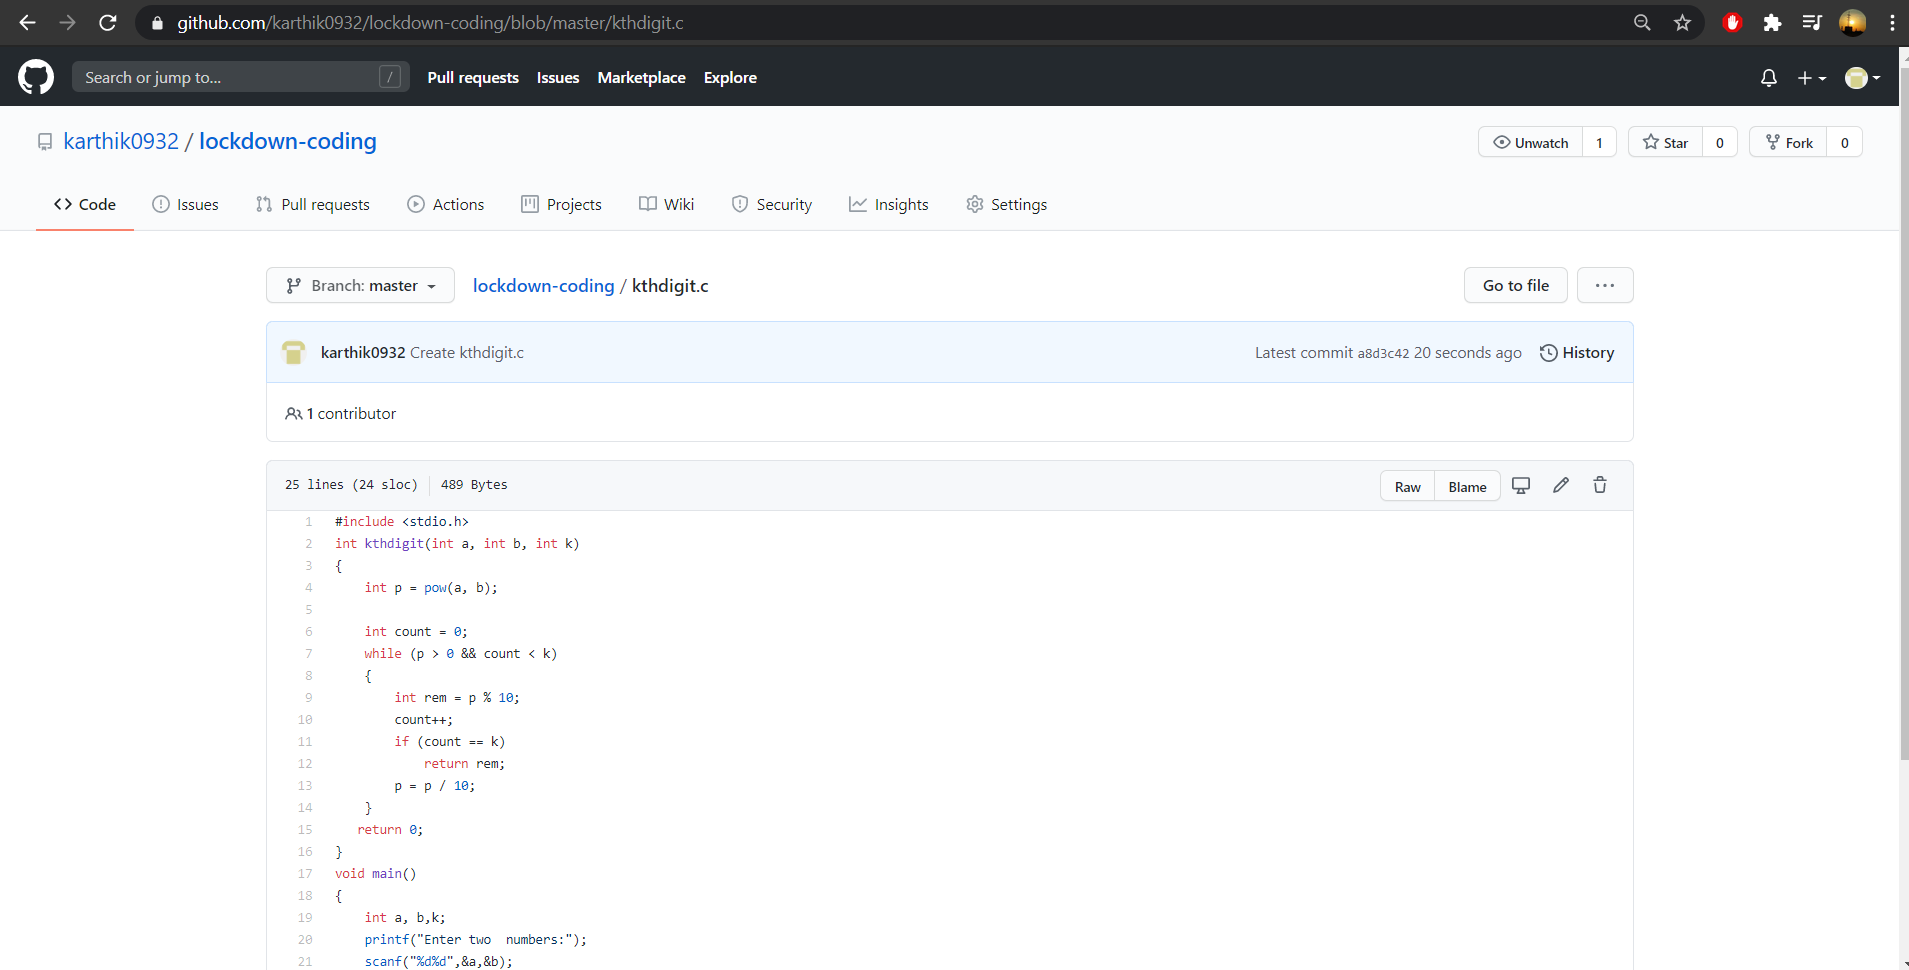 github.com/karthik0932/lockdown-coding/blob/master/kthdigit.c
Search or jump to... /
Pull requests Issues Marketplace Explore
karthik0932 / lockdown-coding
Unwatch 1 Star 0 Fork 0
Code Issues Pull requests Actions Projects Wiki Security Insights Settings
Branch: master lockdown-coding / kthdigit.c Go to file ...
karthik0932 Create kthdigit.c Latest commit a8d3c42 20 seconds ago History
1 contributor
25 lines (24 sloc) 489 Bytes Raw Blame
1 #include <stdio.h>
2 int kthdigit(int a, int b, int k)
3 {
4     int p = pow(a, b);
5
6     int count = 0;
7     while (p > 0 && count < k)
8     {
9         int rem = p % 10;
10         count++;
11         if (count == k)
12             return rem;
13         p = p / 10;
14     }
15    return 0;
16 }
17 void main()
18 {
19     int a, b,k;
20     printf("Enter two  numbers:");
21     scanf("%d%d",&a,&b);